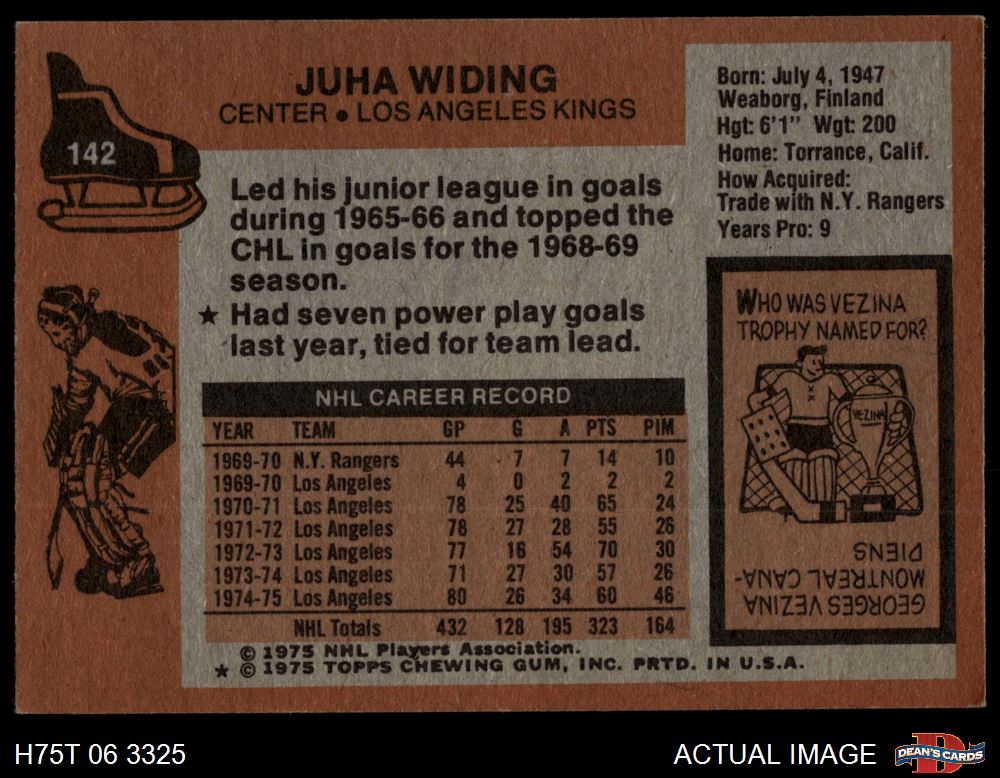 142
JUHA WIDING
CENTER • LOS ANGELES KINGS
Born: July 4, 1947
Weaborg, Finland
Hgt: 6'1" Wgt: 200
Home: Torrance, Calif.
How Acquired:
Trade with N.Y. Rangers
Years Pro: 9
Led his junior league in goals
during 1965-66 and topped the
CHL in goals for the 1968-69
season.
★ Had seven power play goals
last year, tied for team lead.
NHL CAREER RECORD
YEAR TEAM GP G A PTS PIM
1969-70 N.Y. Rangers 44 7 7 14 10
1969-70 Los Angeles 4 0 2 2 2
1970-71 Los Angeles 78 25 40 65 24
1971-72 Los Angeles 78 27 28 55 26
1972-73 Los Angeles 77 16 54 70 30
1973-74 Los Angeles 71 27 30 57 26
1974-75 Los Angeles 80 26 34 60 46
NHL Totals 432 128 195 323 164
© 1975 NHL Players Association.
★ © 1975 TOPPS CHEWING GUM, INC. PRTD. IN U.S.A.
WHO WAS VEZINA
TROPHY NAMED FOR?
VEZINA
GEORGES VEZINA
MONTREAL CANA-
DIENS
H75T 06 3325
ACTUAL IMAGE
DEAN'S CARDS